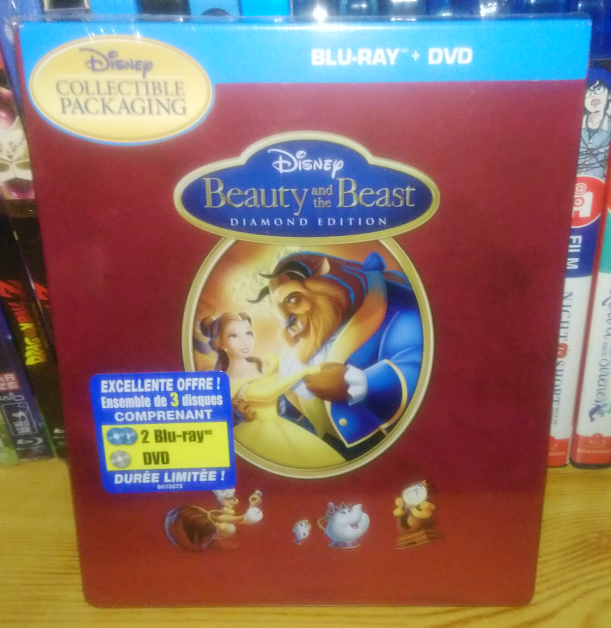 BLU-RAY™ + DVD
Disney
COLLECTIBLE
PACKAGING
Disney
Beauty and the Beast
DIAMOND EDITION
EXCELLENTE OFFRE !
Ensemble de 3 disques
COMPRENANT
2 Blu-ray
DVD
DURÉE LIMITÉE !
FILM